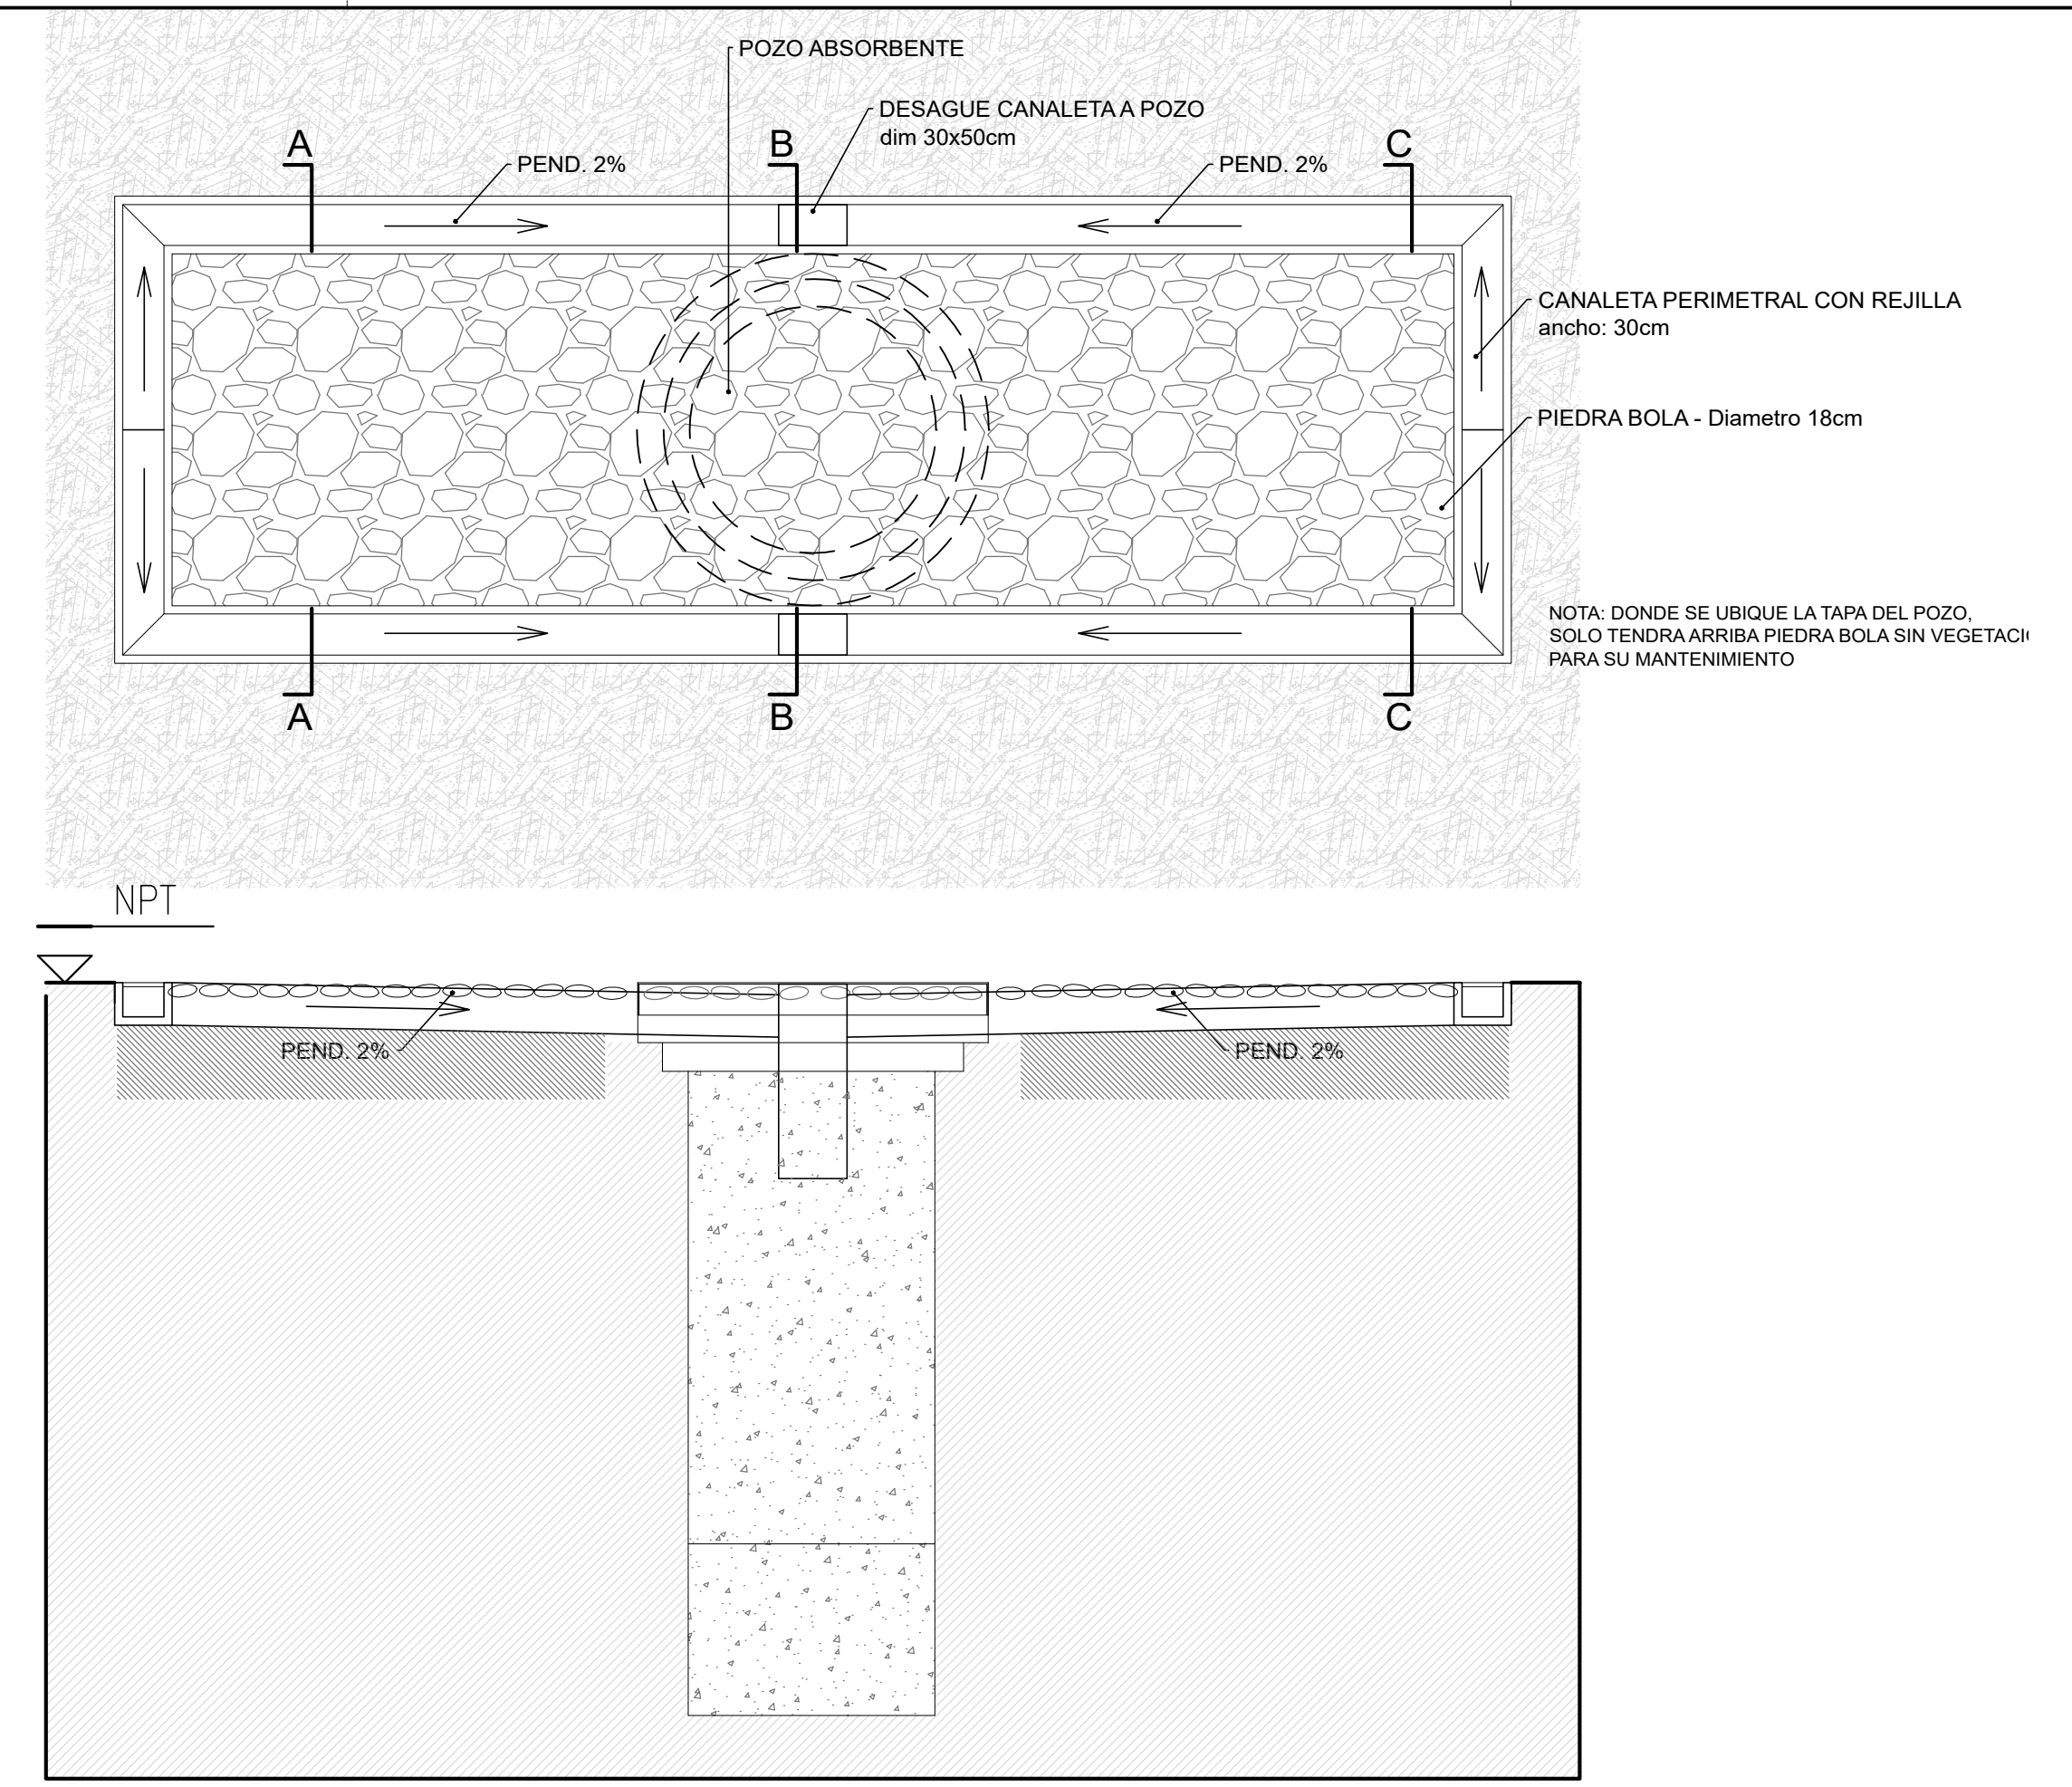 POZO ABSORBENTE
DESAGUE CANALETA A POZO
dim 30x50cm
A
B
C
PEND. 2%
PEND. 2%
CANALETA PERIMETRAL CON REJILLA
ancho: 30cm
PIEDRA BOLA - Diametro 18cm
NOTA: DONDE SE UBIQUE LA TAPA DEL POZO,
SOLO TENDRA ARRIBA PIEDRA BOLA SIN
PARA SU MANTENIMIENTO
A
B
C
NPT
PEND. 2%
PEND. 2%